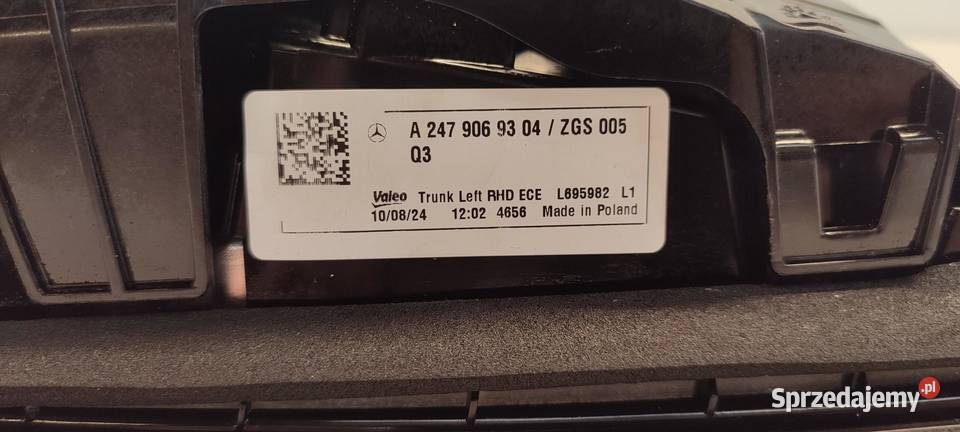 A 247 906 93 04 / ZGS 005
Q3
Valeo Trunk Left RHD ECE L695982 L1
10/08/24 12:02 4656 Made in Poland
Sprzedajemy.pl